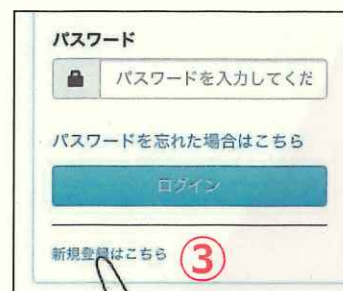 パスワード
パスワードを入力してくだ
パスワードを忘れた場合はこちら
ログイン
新規登録はこちら
③